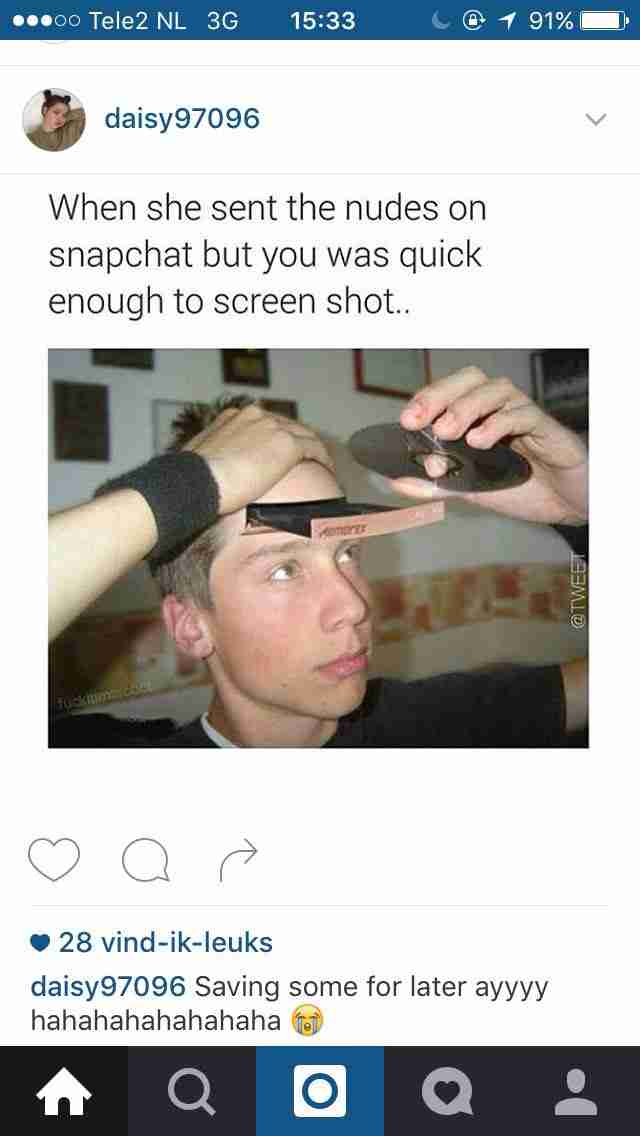 Tele2 NL 3G 15:33 91%
daisy97096
When she sent the nudes on
snapchat but you was quick
enough to screen shot..
@TWEET
28 vind-ik-leuks
daisy97096 Saving some for later ayyyy
hahahahahahahaha 😭